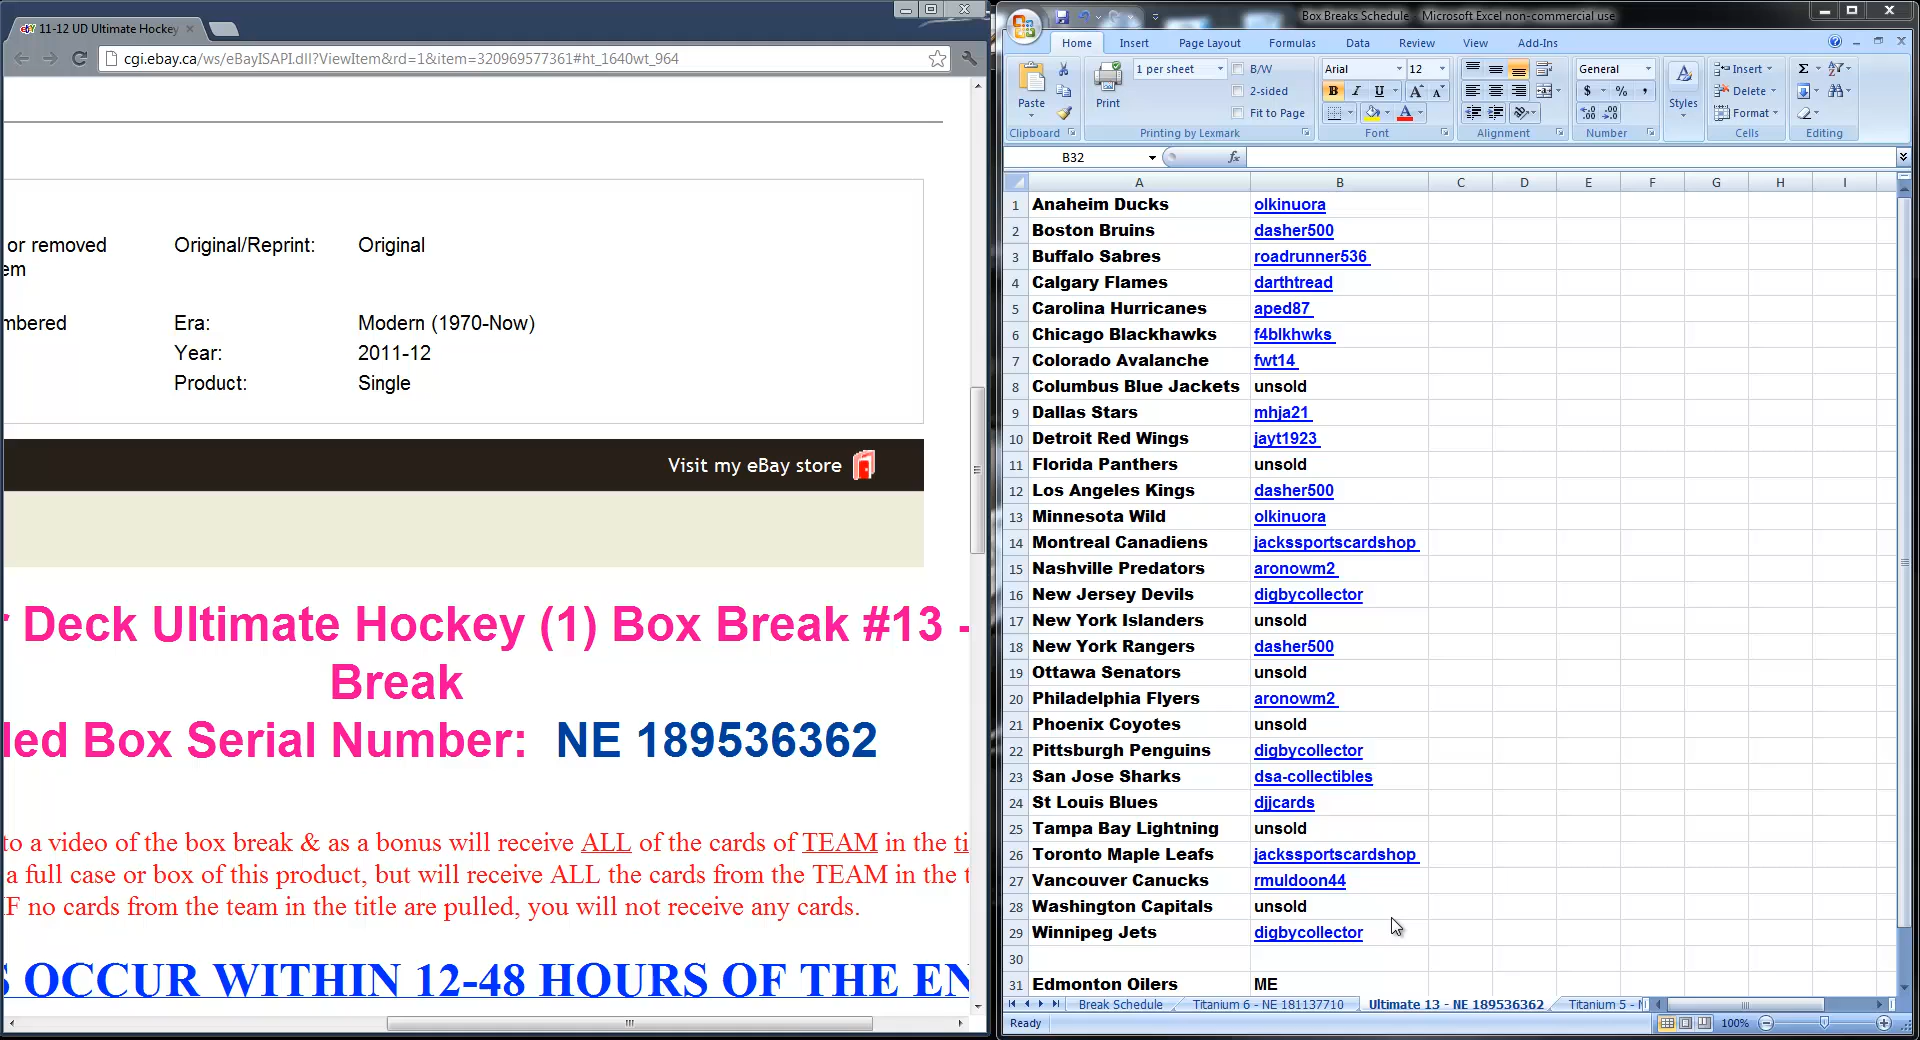 11-12 UD Ultimate Hockey
cgi.ebay.ca/ws/eBayISAPI.dll?ViewItem&rd=1&item=320969577361#ht_1640wt_964
or removed
em
Original/Reprint: Original
mbered
Era: Modern (1970-Now)
Year: 2011-12
Product: Single
Visit my eBay store
r Deck Ultimate Hockey (1) Box Break #13 -
Break
led Box Serial Number: NE 189536362
to a video of the box break & as a bonus will receive ALL of the cards of TEAM in the ti
a full case or box of this product, but will receive ALL the cards from the TEAM in the t
IF no cards from the team in the title are pulled, you will not receive any cards.
S OCCUR WITHIN 12-48 HOURS OF THE EN
Box Breaks Schedule - Microsoft Excel non-commercial use
Home Insert Page Layout Formulas Data Review View Add-Ins
Paste
Clipboard
Print
1 per sheet
B/W
2-sided
Fit to Page
Printing by Lexmark
Arial 12
B I U A A
A
Font
Alignment
General
$ % ,
Number
Styles
Insert
Delete
Format
Cells
Σ
Editing
B32
fx
A B C D E F G H I
1 Anaheim Ducks olkinuora
2 Boston Bruins dasher500
3 Buffalo Sabres roadrunner536
4 Calgary Flames darthtread
5 Carolina Hurricanes aped87
6 Chicago Blackhawks f4blkhwks
7 Colorado Avalanche fwt14
8 Columbus Blue Jackets unsold
9 Dallas Stars mhja21
10 Detroit Red Wings jayt1923
11 Florida Panthers unsold
12 Los Angeles Kings dasher500
13 Minnesota Wild olkinuora
14 Montreal Canadiens jackssportscardshop
15 Nashville Predators aronowm2
16 New Jersey Devils digbycollector
17 New York Islanders unsold
18 New York Rangers dasher500
19 Ottawa Senators unsold
20 Philadelphia Flyers aronowm2
21 Phoenix Coyotes unsold
22 Pittsburgh Penguins digbycollector
23 San Jose Sharks dsa-collectibles
24 St Louis Blues djjcards
25 Tampa Bay Lightning unsold
26 Toronto Maple Leafs jackssportscardshop
27 Vancouver Canucks rmuldoon44
28 Washington Capitals unsold
29 Winnipeg Jets digbycollector
30
31 Edmonton Oilers ME
Break Schedule Titanium 6 - NE 181137710 Ultimate 13 - NE 189536362 Titanium 5 - N
Ready
100%